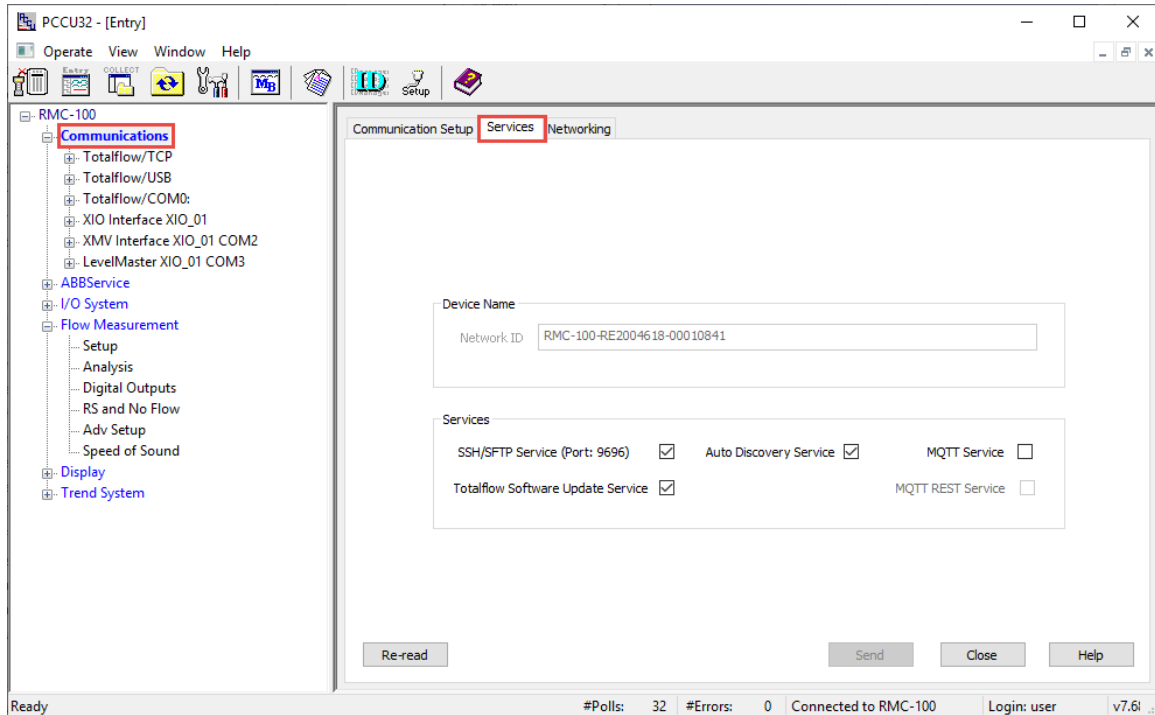 PCCU32 - [Entry]
Operate View Window Help
Entry COLLECT MB ID Setup
RMC-100
Communications
Totalflow/TCP
Totalflow/USB
Totalflow/COM0:
XIO Interface XIO_01
XMV Interface XIO_01 COM2
LevelMaster XIO_01 COM3
ABBService
I/O System
Flow Measurement
Setup
Analysis
Digital Outputs
RS and No Flow
Adv Setup
Speed of Sound
Display
Trend System
Communication Setup Services Networking
Device Name
Network ID RMC-100-RE2004618-00010841
Services
SSH/SFTP Service (Port: 9696) Auto Discovery Service MQTT Service
Totalflow Software Update Service MQTT REST Service
Re-read Send Close Help
Ready #Polls: 32 #Errors: 0 Connected to RMC-100 Login: user